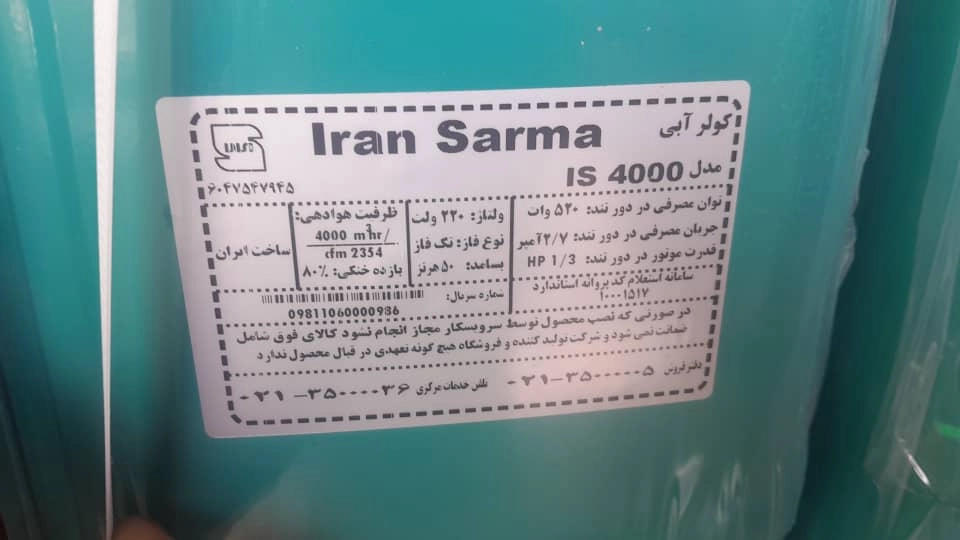 کولر آبی
Iran Sarma
مدل IS 4000
۶۰۴۷۵۴۷۹۴۵
توان مصرفی در دور تند: ۵۲۰ وات
جریان مصرفی در دور تند: ۲/۷ آمپر
قدرت موتور در دور تند: HP 1/3
سامانه استعلام کد پروانه استاندارد
۱۰۰۰۱۵۱۷
ولتاژ: ۲۲۰ ولت
نوع فاز: تک فاز
بسامد: ۵۰ هرتز
ظرفیت هوادهی:
4000 m³hr/
cfm 2354
بازده خنکی: ۸۰%
ساخت ایران
شماره سریال:
09811060000986
در صورتی که نصب محصول توسط سرویسکار مجاز انجام نشود کالای فوق شامل
ضمانت نمی شود و شرکت تولید کننده و فروشگاه هیچ گونه تعهدی در قبال محصول ندارد
دفتر فروش ۰۲۱-۳۵۰۰۰۰۰۵ تلفن خدمات مرکزی ۰۲۱-۳۵۰۰۰۰۳۶